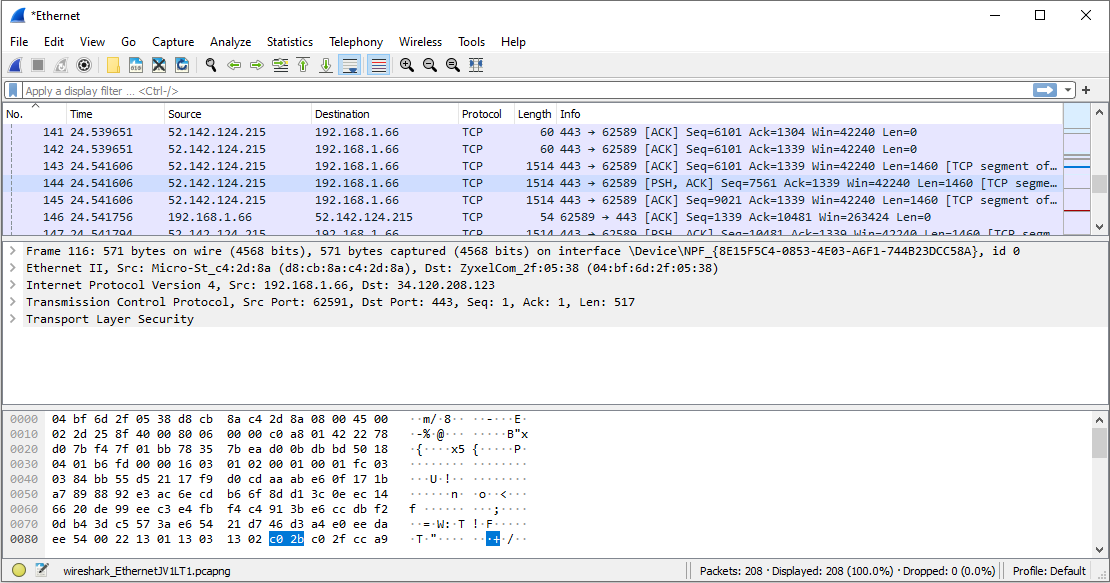 *Ethernet
File Edit View Go Capture Analyze Statistics Telephony Wireless Tools Help
Apply a display filter ... <Ctrl-/>
No. Time Source Destination Protocol Length Info
141 24.539651 52.142.124.215 192.168.1.66 TCP 60 443 → 62589 [ACK] Seq=6101 Ack=1304 Win=42240 Len=0
142 24.539651 52.142.124.215 192.168.1.66 TCP 60 443 → 62589 [ACK] Seq=6101 Ack=1339 Win=42240 Len=0
143 24.541606 52.142.124.215 192.168.1.66 TCP 1514 443 → 62589 [ACK] Seq=6101 Ack=1339 Win=42240 Len=1460 [TCP segment of…
144 24.541606 52.142.124.215 192.168.1.66 TCP 1514 443 → 62589 [PSH, ACK] Seq=7561 Ack=1339 Win=42240 Len=1460 [TCP segme…
145 24.541606 52.142.124.215 192.168.1.66 TCP 1514 443 → 62589 [ACK] Seq=9021 Ack=1339 Win=42240 Len=1460 [TCP segment of…
146 24.541756 192.168.1.66 52.142.124.215 TCP 54 62589 → 443 [ACK] Seq=1339 Ack=10481 Win=263424 Len=0
147 24.541794 52.142.124.215 192.168.1.66 TCP 1514 443 → 62589 [PSH, ACK] Seq=10481 Ack=1339 Win=42240 Len=1460 [TCP segm…
Frame 116: 571 bytes on wire (4568 bits), 571 bytes captured (4568 bits) on interface \Device\NPF_{8E15F5C4-0853-4E03-A6F1-744B23DCC58A}, id 0
Ethernet II, Src: Micro-St_c4:2d:8a (d8:cb:8a:c4:2d:8a), Dst: ZyxelCom_2f:05:38 (04:bf:6d:2f:05:38)
Internet Protocol Version 4, Src: 192.168.1.66, Dst: 34.120.208.123
Transmission Control Protocol, Src Port: 62591, Dst Port: 443, Seq: 1, Ack: 1, Len: 517
Transport Layer Security
0000 04 bf 6d 2f 05 38 d8 cb 8a c4 2d 8a 08 00 45 00 ··m/·8·· ··-···E·
0010 02 2d 25 8f 40 00 80 06 00 00 c0 a8 01 42 22 78 ·-%·@··· ·····B"x
0020 d0 7b f4 7f 01 bb 78 35 7b ea d0 0b db bd 50 18 ·{····x5 {·····P·
0030 04 01 b6 fd 00 00 16 03 01 02 00 01 00 01 fc 03 ········ ········
0040 03 84 bb 55 d5 21 17 f9 d0 cd aa ab e6 0f 17 1b ···U·!·· ········
0050 a7 89 88 92 e3 ac 6e cd b6 6f 8d d1 3c 0e ec 14 ······n· ·o··<···
0060 66 20 de 99 ee c3 e4 fb f4 c4 91 3b e6 cc db f2 f ······ ···;····
0070 0d b4 3d c5 57 3a e6 54 21 d7 46 d3 a4 e0 ee da ··=·W:·T !·F·····
0080 ee 54 00 22 13 01 13 03 13 02 c0 2b c0 2f cc a9 ·T·"···· ···+·/··
wireshark_EthernetJV1LT1.pcapng Packets: 208 · Displayed: 208 (100.0%) · Dropped: 0 (0.0%) Profile: Default